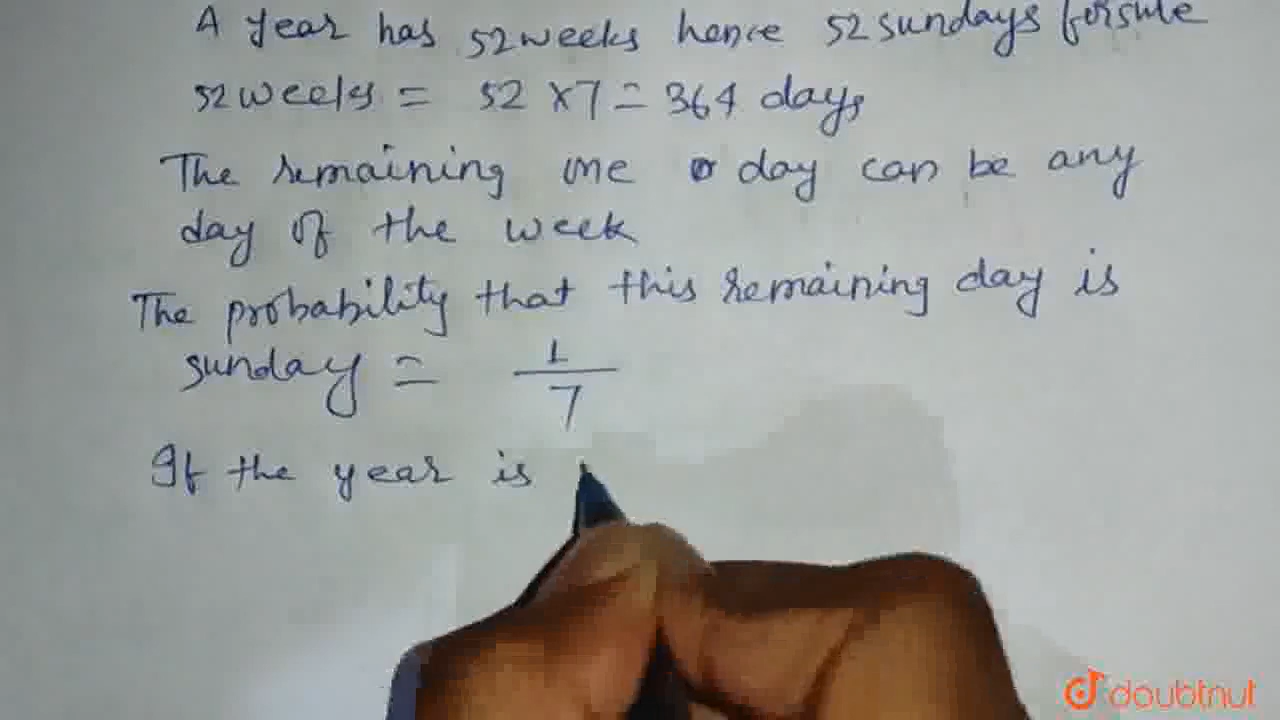 A year has 52 weeks hence 52 sundays forsure
52 weeks = 52 x 7 = 364 days
The remaining one day can be any
day of the week
The probability that this remaining day is
sunday = 1/7
If the year is
doubtnut